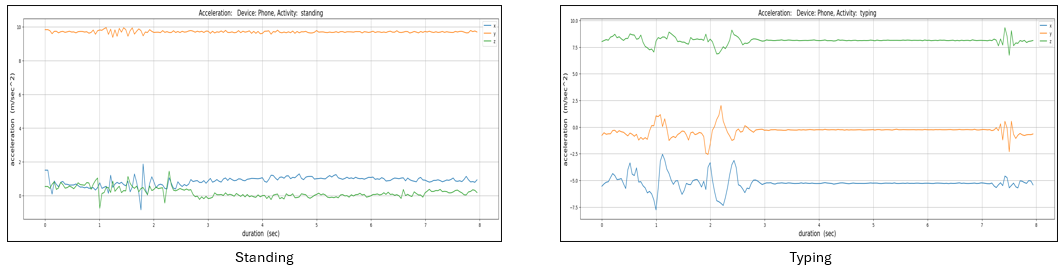 Acceleration:   Device: Phone, Activity:  standing
x
y
z
10
8
6
4
2
0
acceleration (m/sec^2)
0 1 2 3 4 5 6 7 8
duration (sec)
Standing
Acceleration:   Device: Phone, Activity:  typing
x
y
z
10.0
7.5
5.0
2.5
0.0
−2.5
−5.0
−7.5
acceleration (m/sec^2)
0 1 2 3 4 5 6 7 8
duration (sec)
Typing